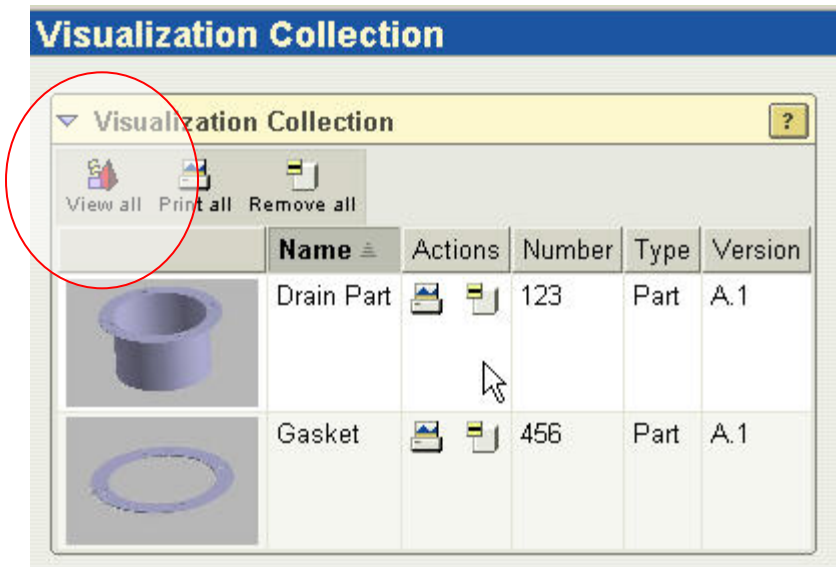 Visualization Collection
Visualization Collection ?
View all Print all Remove all
Name Actions Number Type Version
Drain Part 123 Part A.1
Gasket 456 Part A.1